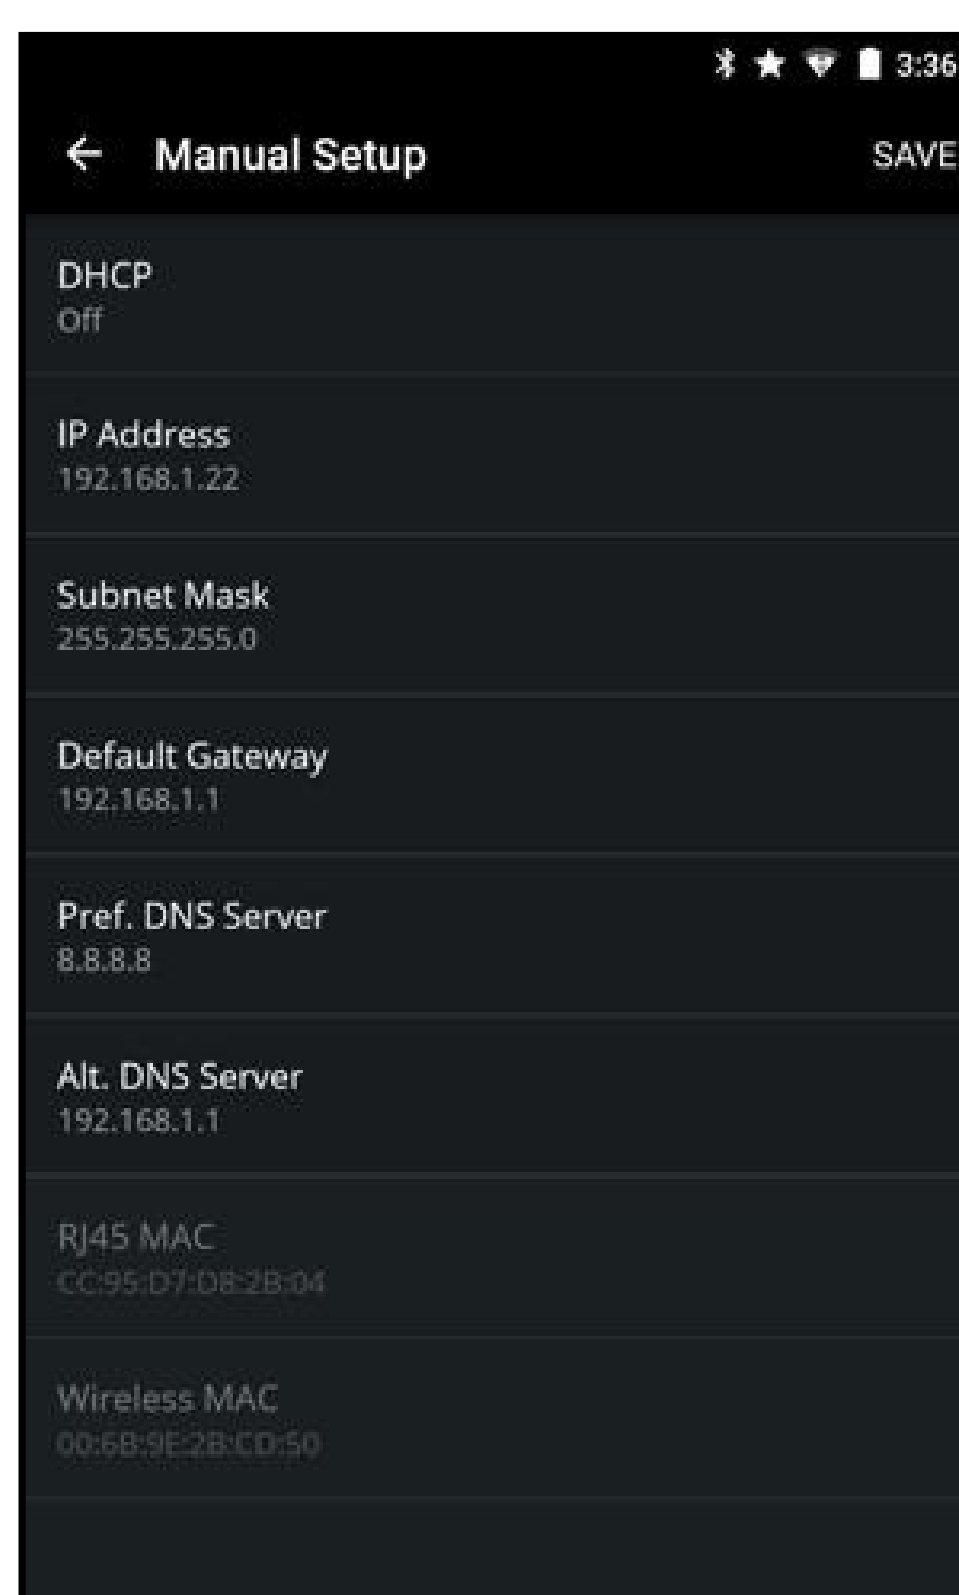 3:36
Manual Setup
SAVE
DHCP
Off
IP Address
192.168.1.22
Subnet Mask
255.255.255.0
Default Gateway
192.168.1.1
Pref. DNS Server
8.8.8.8
Alt. DNS Server
192.168.1.1
RJ45 MAC
CC:95:D7:D8:2B:04
Wireless MAC
00:6B:9E:2B:CD:50